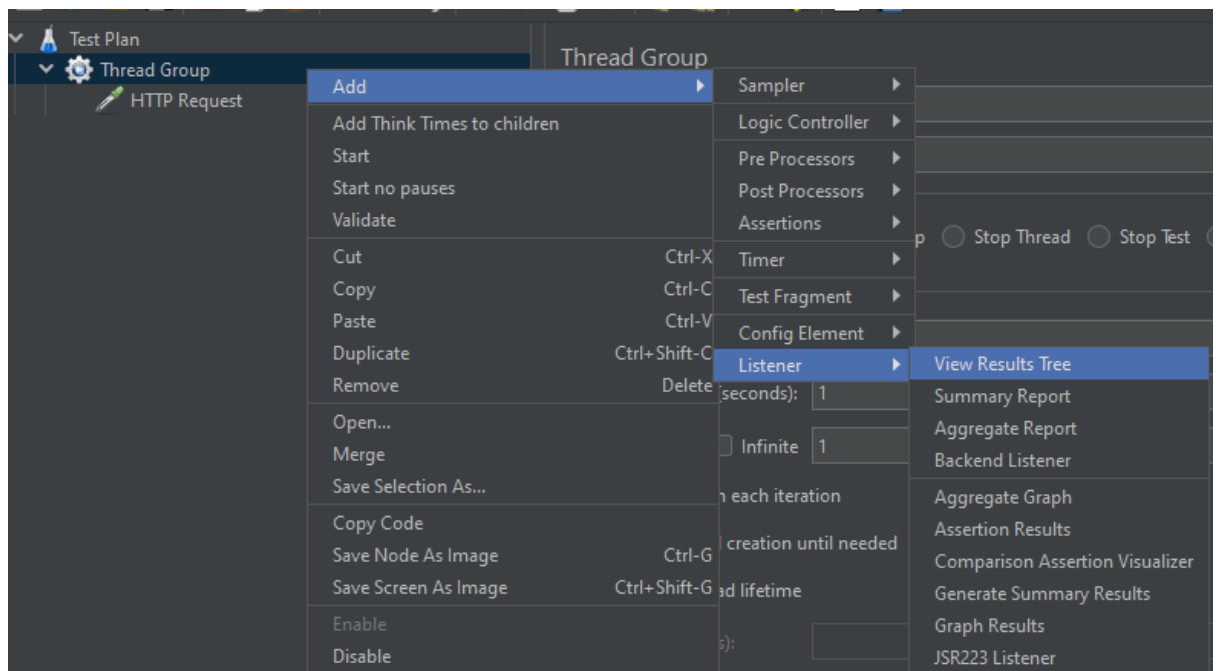 Test Plan
Thread Group
HTTP Request
Thread Group
Add
Add Think Times to children
Start
Start no pauses
Validate
Cut Ctrl-X
Copy Ctrl-C
Paste Ctrl-V
Duplicate Ctrl+Shift-C
Remove Delete
Open...
Merge
Save Selection As...
Copy Code
Save Node As Image Ctrl-G
Save Screen As Image Ctrl+Shift-G
Enable
Disable
Sampler
Logic Controller
Pre Processors
Post Processors
Assertions
Timer
Test Fragment
Config Element
Listener
View Results Tree
Summary Report
Aggregate Report
Backend Listener
Aggregate Graph
Assertion Results
Comparison Assertion Visualizer
Generate Summary Results
Graph Results
JSR223 Listener
p Stop Thread Stop Test
(seconds): 1
Infinite 1
each iteration
creation until needed
ad lifetime
s):